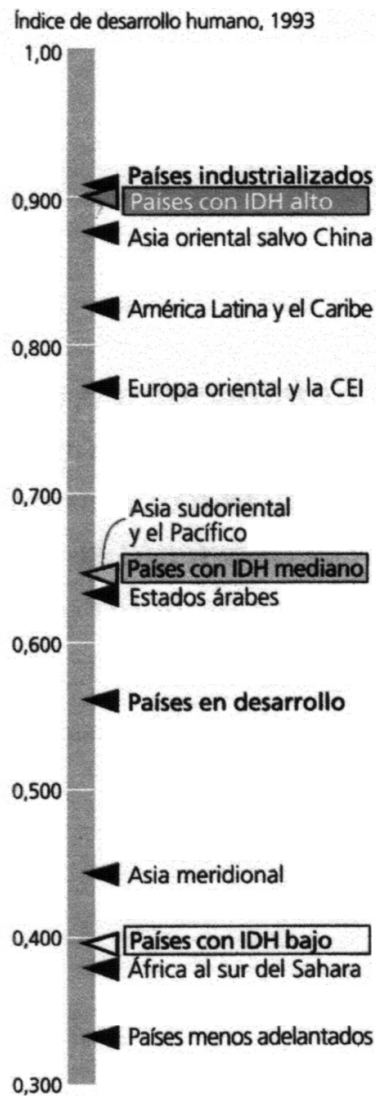 Índice de desarrollo humano, 1993
1,00
Países industrializados
0,900
Países con IDH alto
Asia oriental salvo China
América Latina y el Caribe
0,800
Europa oriental y la CEI
0,700
Asia sudoriental
y el Pacífico
Países con IDH mediano
Estados árabes
0,600
Países en desarrollo
0,500
Asia meridional
0,400
Países con IDH bajo
África al sur del Sahara
Países menos adelantados
0,300